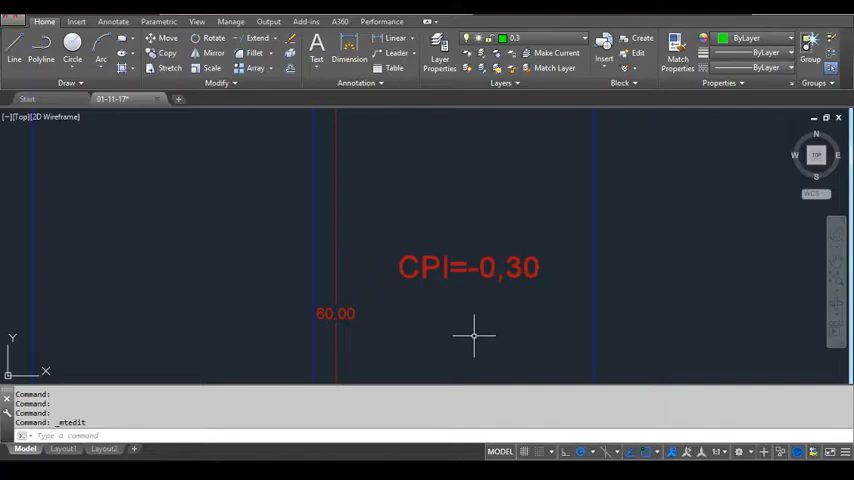 Home Insert Annotate Parametric View Manage Output Add-ins A360 Performance
Line Polyline Circle Arc
Move Rotate Extend
Copy Mirror Fillet
Stretch Scale Array
Text Dimension
Linear
Leader
Table
Layer Properties
0.3
Make Current
Match Layer
Insert
Create
Edit
Match Properties
ByLayer
ByLayer
ByLayer
Group
Draw Modify Annotation Layers Block Properties Groups
Start 01-11-17*
[−][Top][2D Wireframe]
N
W TOP E
S
WCS
CPI=-0,30
60,00
Y
X
Command:
Command:
Command:
Command: _mtedit
Type a command
Model Layout1 Layout2 +
MODEL 1:1